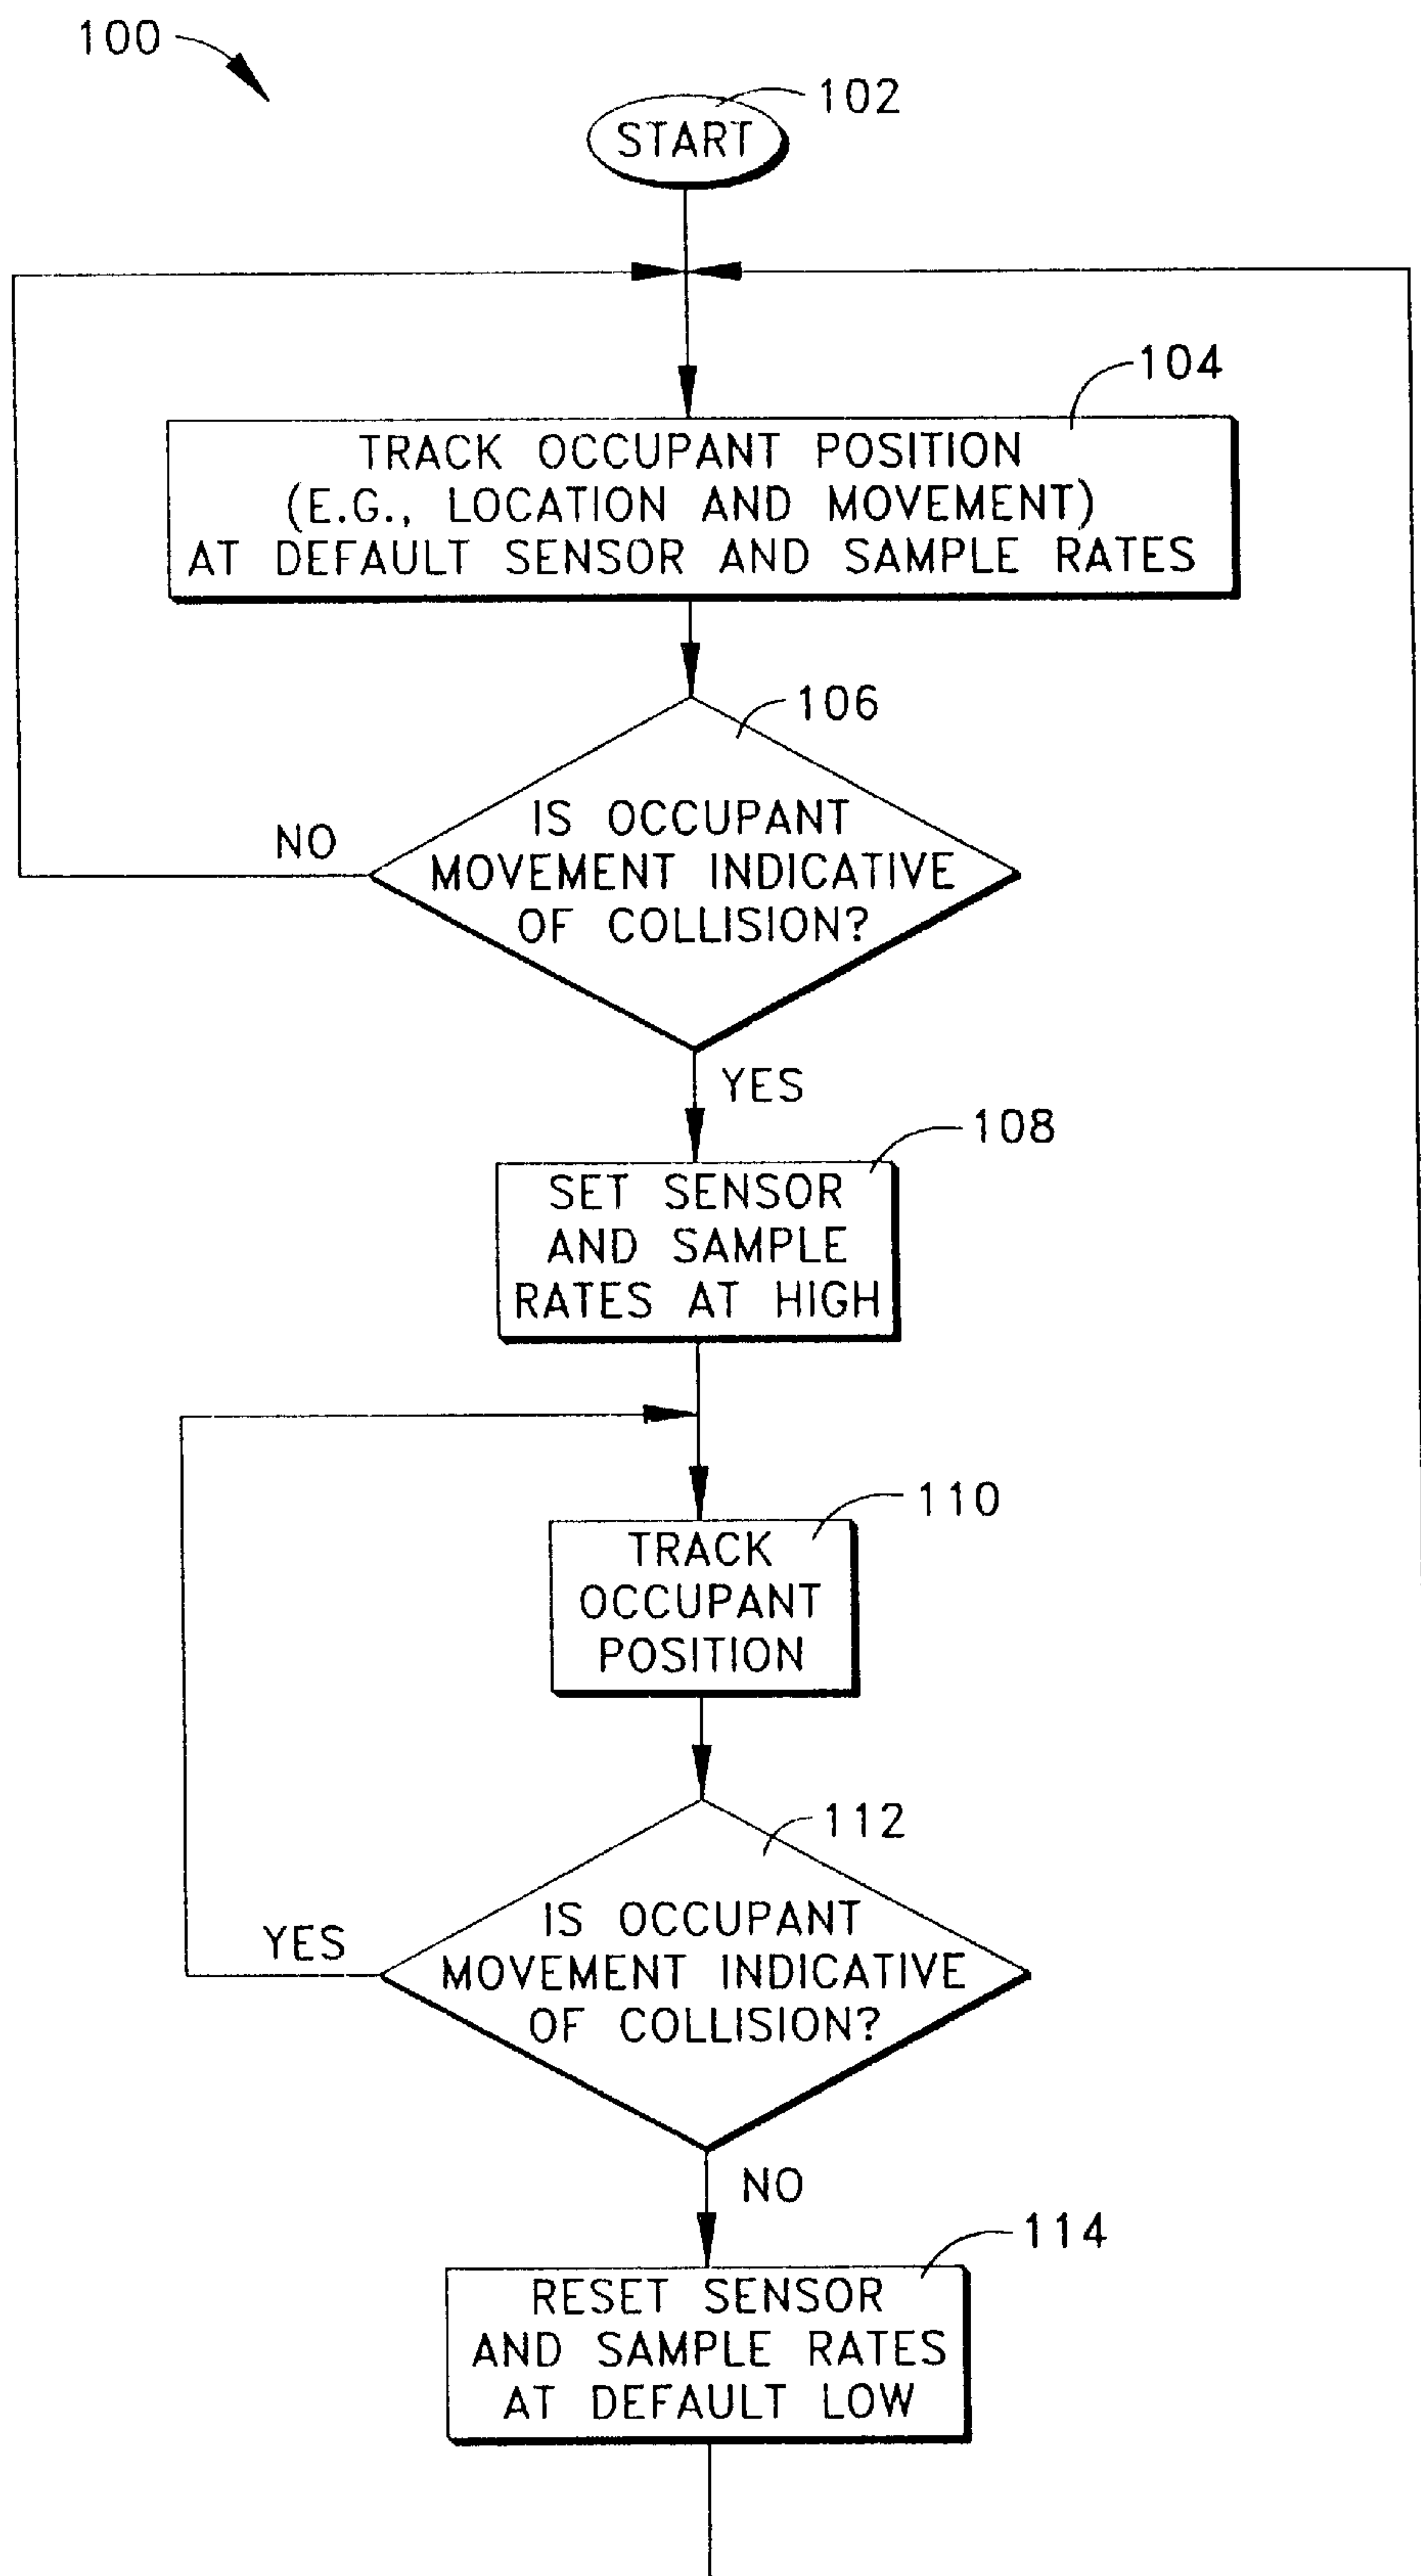 100
102
START
104
TRACK OCCUPANT POSITION
(E.G., LOCATION AND MOVEMENT)
AT DEFAULT SENSOR AND SAMPLE RATES
106
IS OCCUPANT
MOVEMENT INDICATIVE
OF COLLISION?
NO
YES
108
SET SENSOR
AND SAMPLE
RATES AT HIGH
110
TRACK
OCCUPANT
POSITION
112
IS OCCUPANT
MOVEMENT INDICATIVE
OF COLLISION?
YES
NO
114
RESET SENSOR
AND SAMPLE RATES
AT DEFAULT LOW